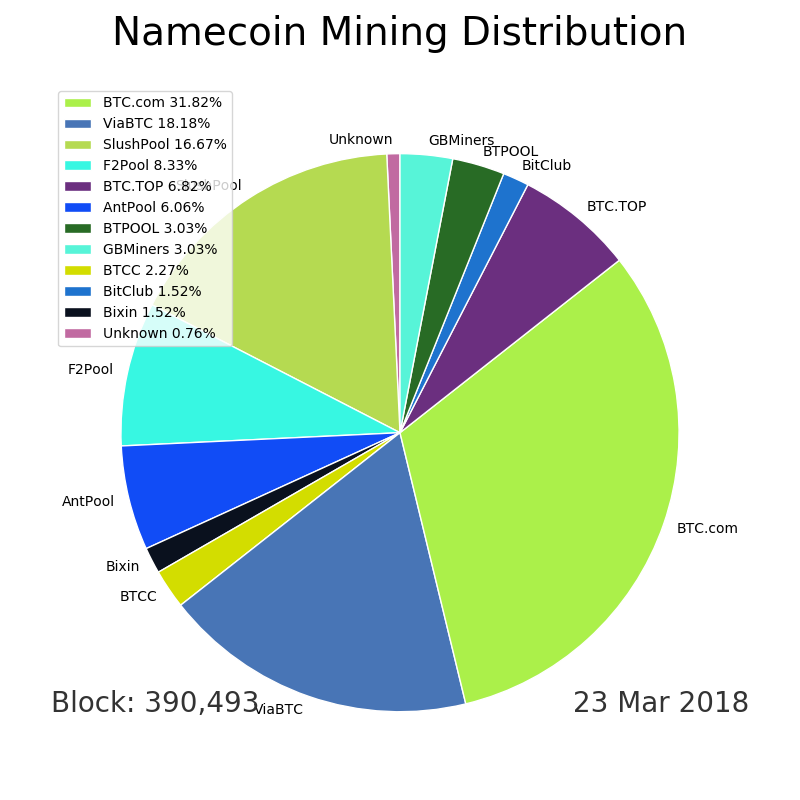 Namecoin Mining Distribution
BTC.com 31.82%
ViaBTC 18.18%
SlushPool 16.67%
F2Pool 8.33%
BTC.TOP 6.82%
AntPool 6.06%
BTPOOL 3.03%
GBMiners 3.03%
BTCC 2.27%
BitClub 1.52%
Bixin 1.52%
Unknown 0.76%
Unknown
GBMiners
BTPOOL
BitClub
SlushPool
BTC.TOP
F2Pool
AntPool
BTC.com
Bixin
BTCC
Block: 390,493
ViaBTC
23 Mar 2018